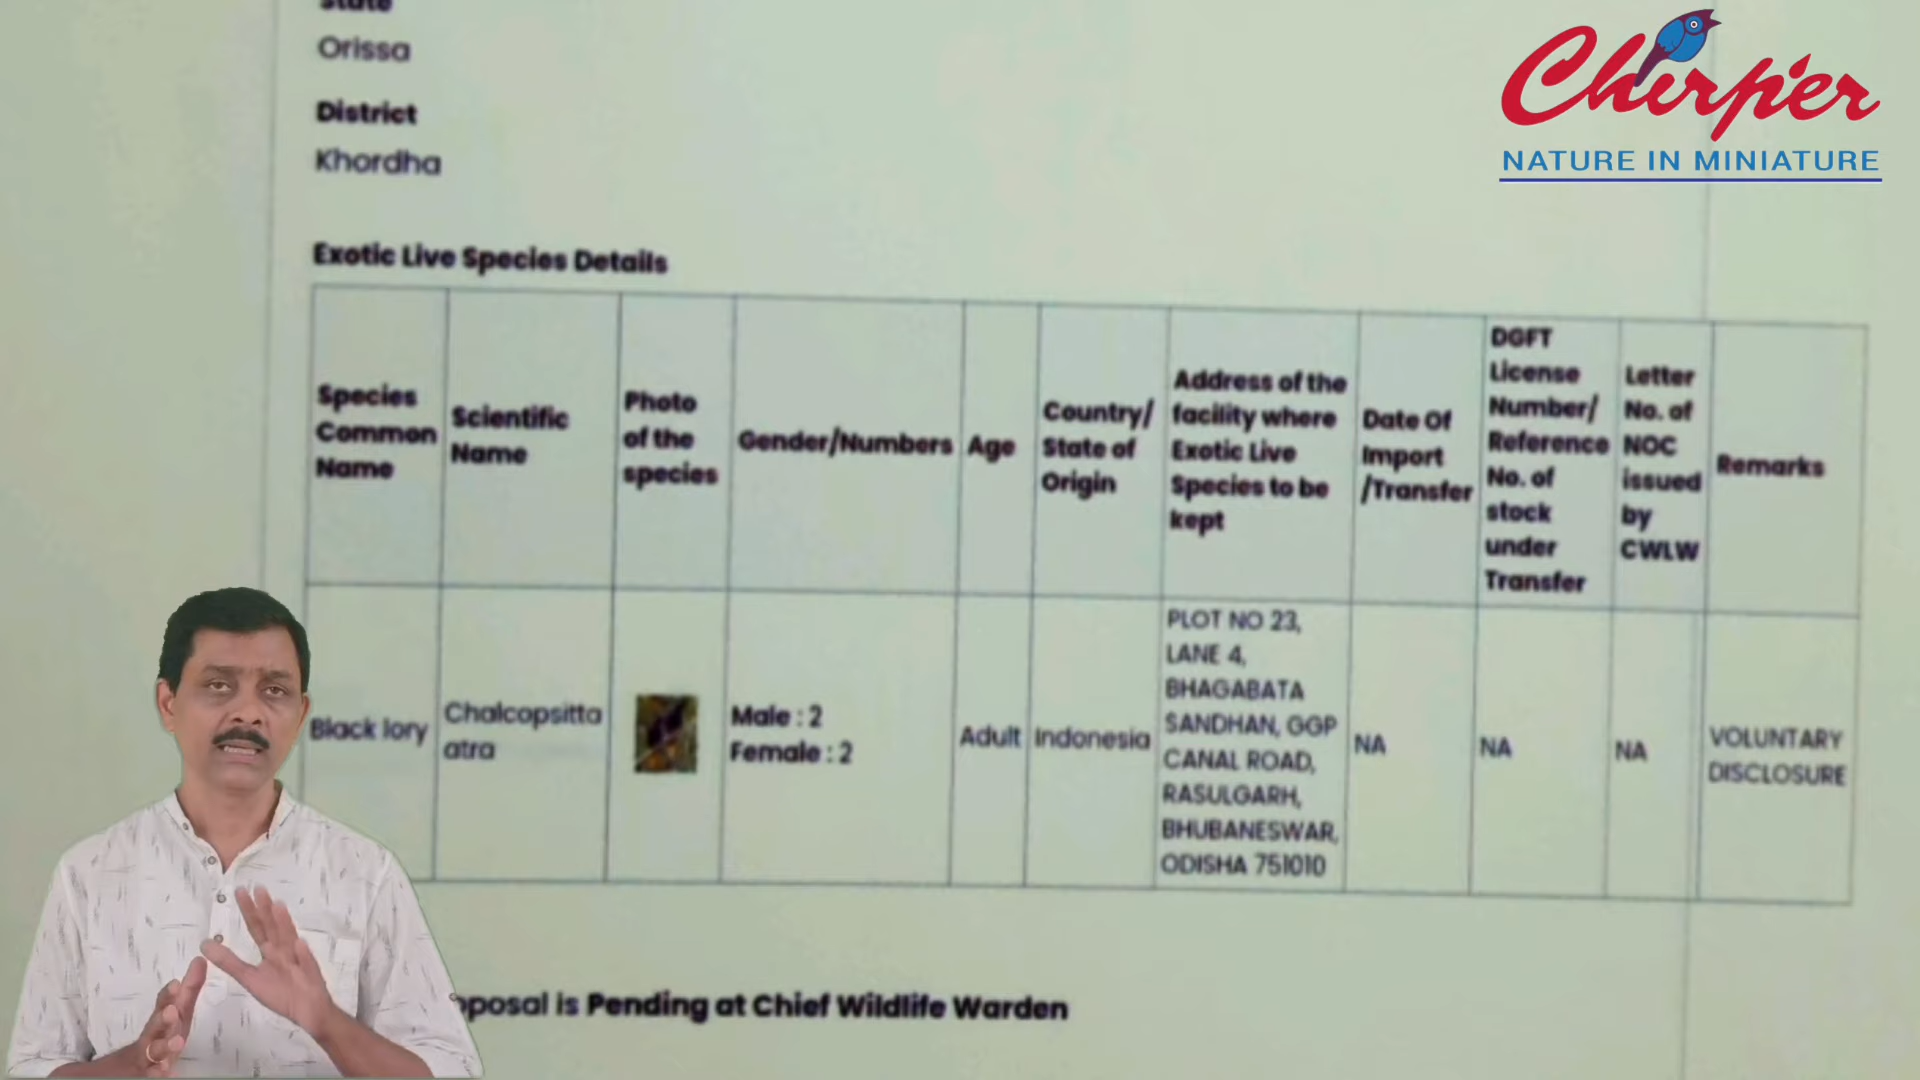 State
Orissa
District
Khordha
Chirper
NATURE IN MINIATURE
Exotic Live Species Details
Species
Common
Name
Scientific
Name
Photo
of the
species
Gender/Numbers
Age
Country/
State of
Origin
Address of the
facility where
Exotic Live
Species to be
kept
Date Of
Import
/Transfer
DGFT
License
Number/
Reference
No. of
stock
under
Transfer
Letter
No. of
NOC
issued
by
CWLW
Remarks
Black lory
Chalcopsitta
atra
Male : 2
Female : 2
Adult
Indonesia
PLOT NO 23,
LANE 4,
BHAGABATA
SANDHAN, GGP
CANAL ROAD,
RASULGARH,
BHUBANESWAR,
ODISHA 751010
NA
NA
NA
VOLUNTARY
DISCLOSURE
is Pending at Chief Wildlife Warden